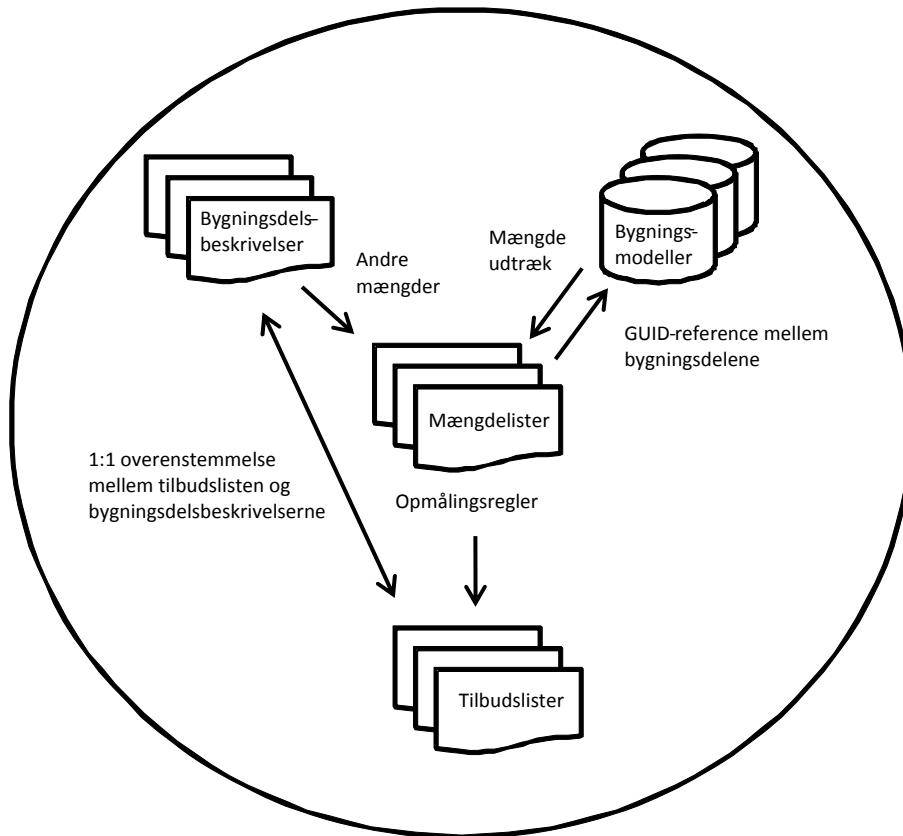 Bygningsdels-
beskrivelser
Bygnings-
modeller
Andre
mængder
Mængde
udtræk
GUID-reference mellem
bygningsdelene
Mængdelister
1:1 overenstemmelse
mellem tilbudslisten og
bygningsdelsbeskrivelserne
Opmålingsregler
Tilbudslister